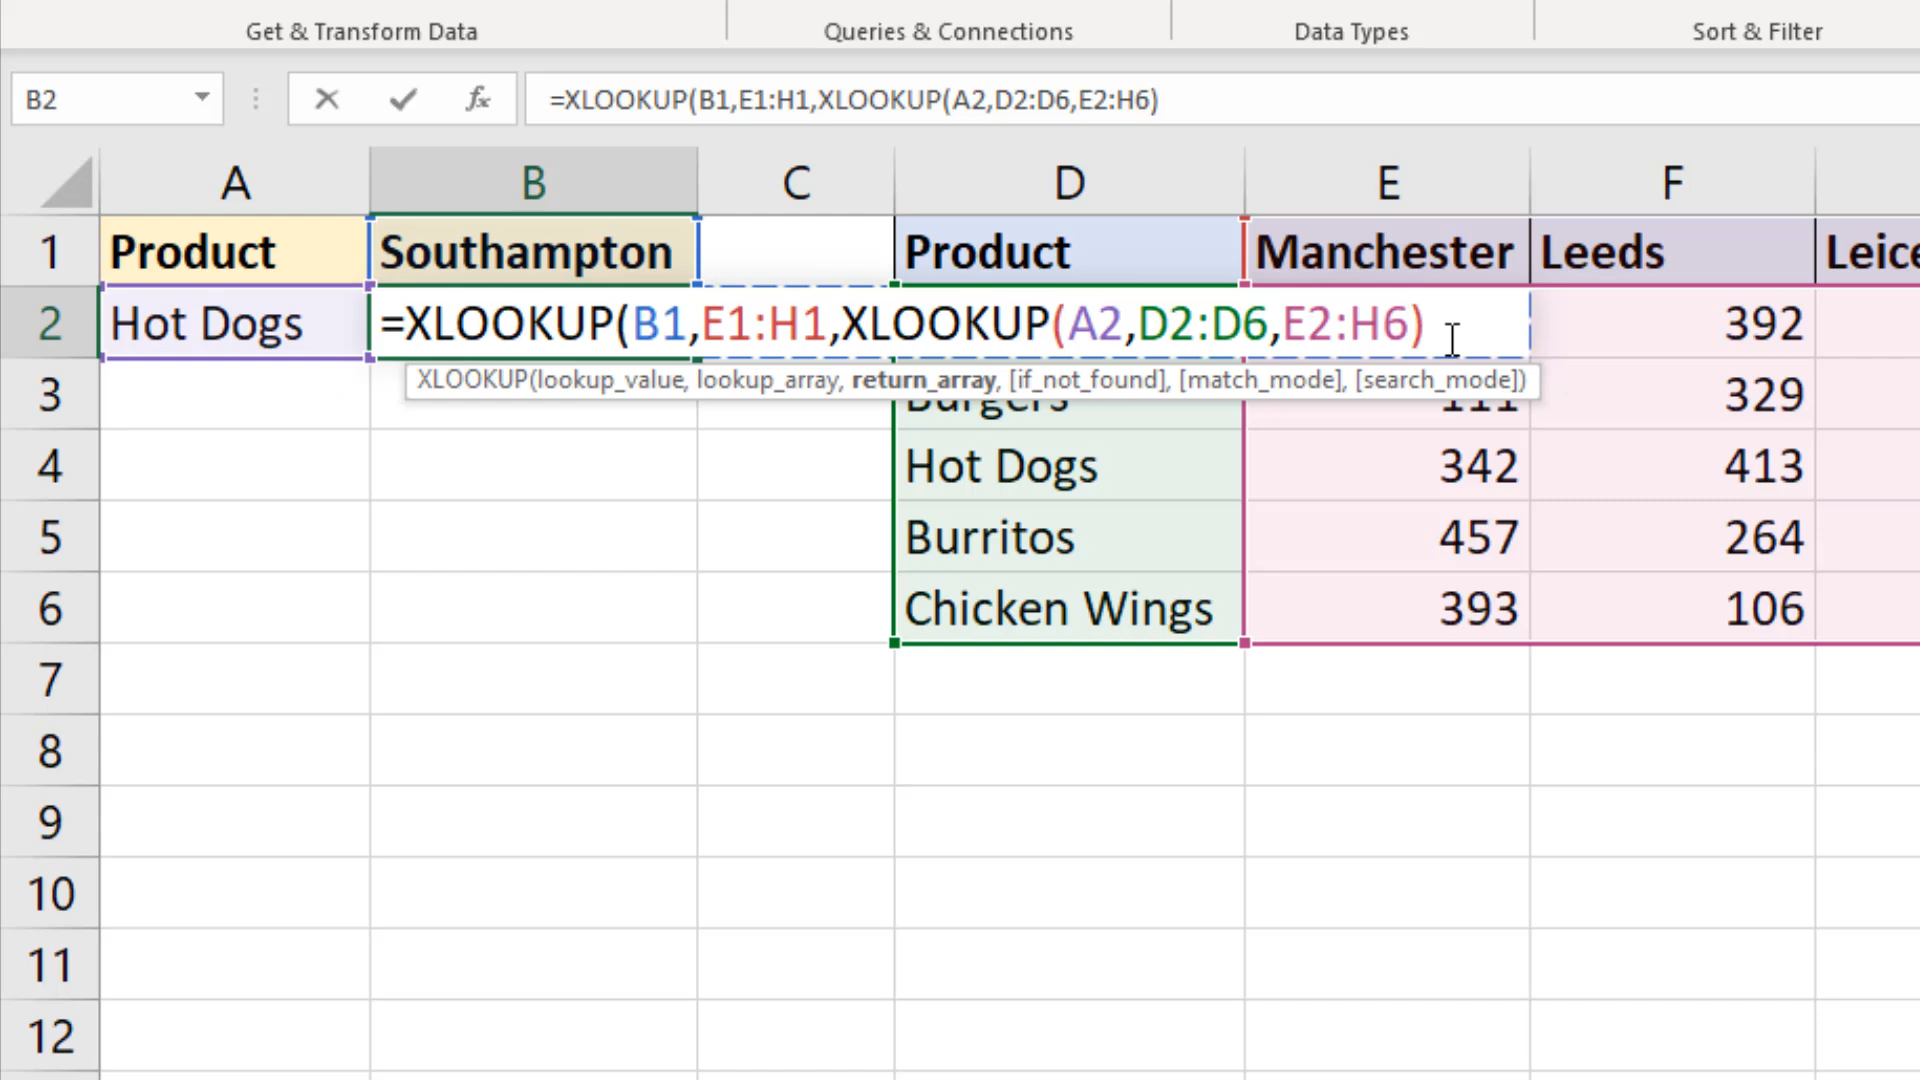 Get & Transform Data Queries & Connections Data Types Sort & Filter
B2 fx =XLOOKUP(B1,E1:H1,XLOOKUP(A2,D2:D6,E2:H6)
A B C D E F
1 Product Southampton Product Manchester Leeds
2 Hot Dogs =XLOOKUP(B1,E1:H1,XLOOKUP(A2,D2:D6,E2:H6) 392
XLOOKUP(lookup_value, lookup_array, return_array, [if_not_found], [match_mode], [search_mode])
3 Burgers 111 329
4 Hot Dogs 342 413
5 Burritos 457 264
6 Chicken Wings 393 106
7
8
9
10
11
12